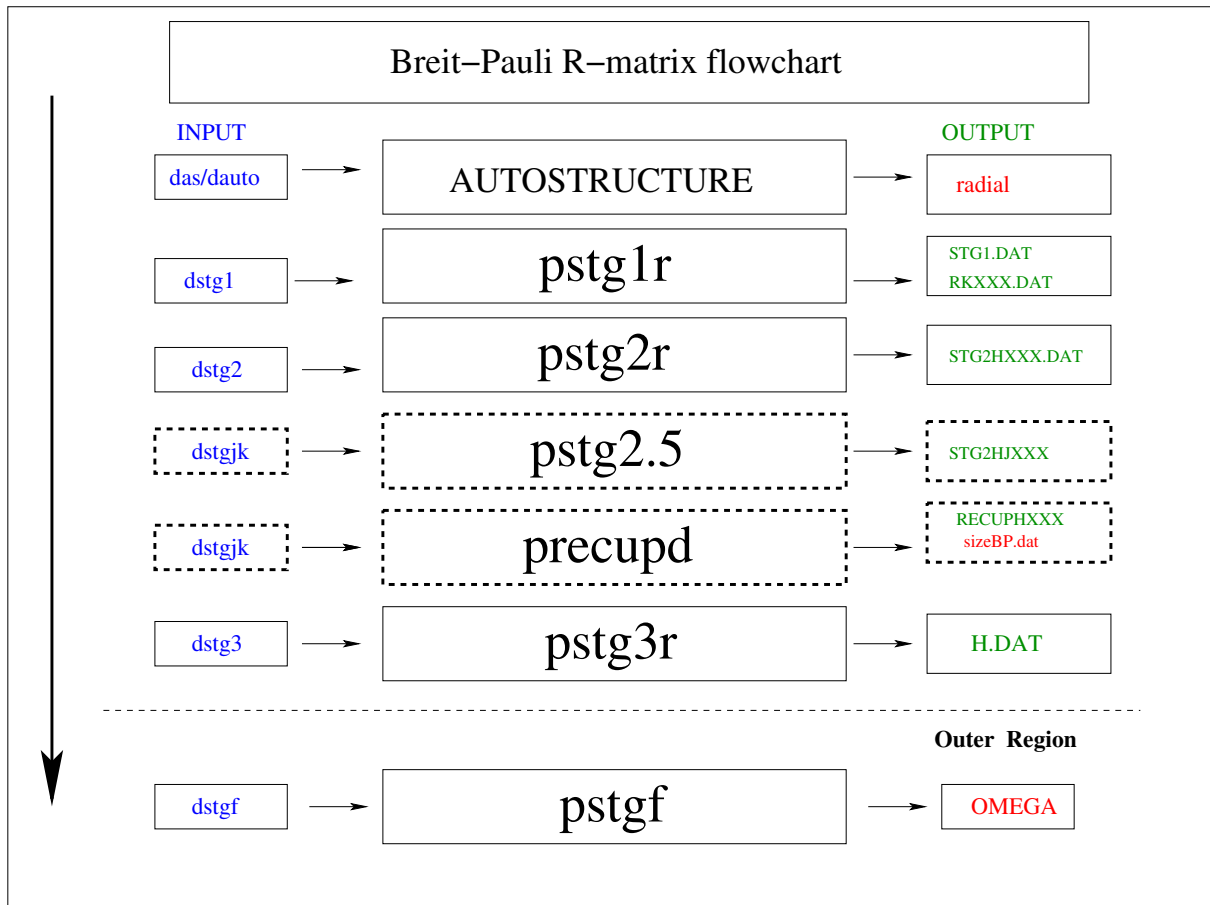 Breit−Pauli R−matrix flowchart
INPUT
OUTPUT
das/dauto
AUTOSTRUCTURE
radial
dstg1
pstg1r
STG1.DAT
RKXXX.DAT
dstg2
pstg2r
STG2HXXX.DAT
dstgjk
pstg2.5
STG2HJXXX
dstgjk
precupd
RECUPHXXX
sizeBP.dat
dstg3
pstg3r
H.DAT
Outer Region
dstgf
pstgf
OMEGA